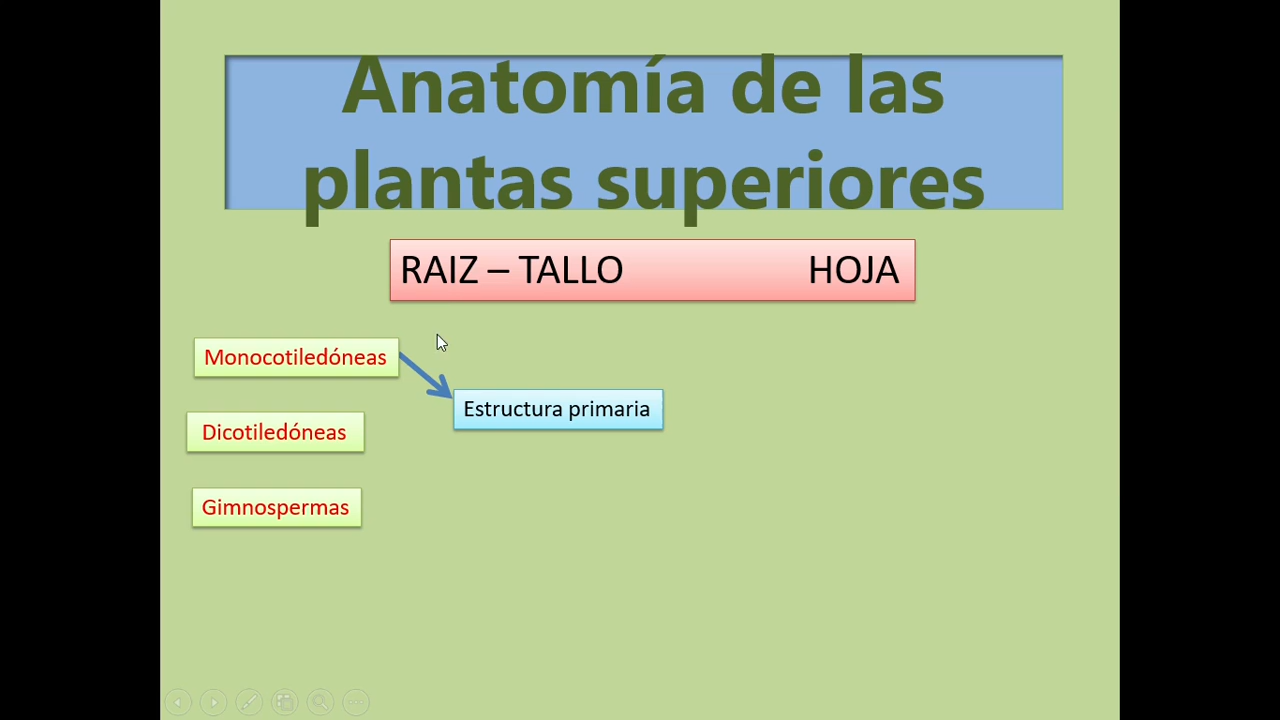 Anatomía de las
plantas superiores
RAIZ – TALLO HOJA
Monocotiledóneas
Estructura primaria
Dicotiledóneas
Gimnospermas